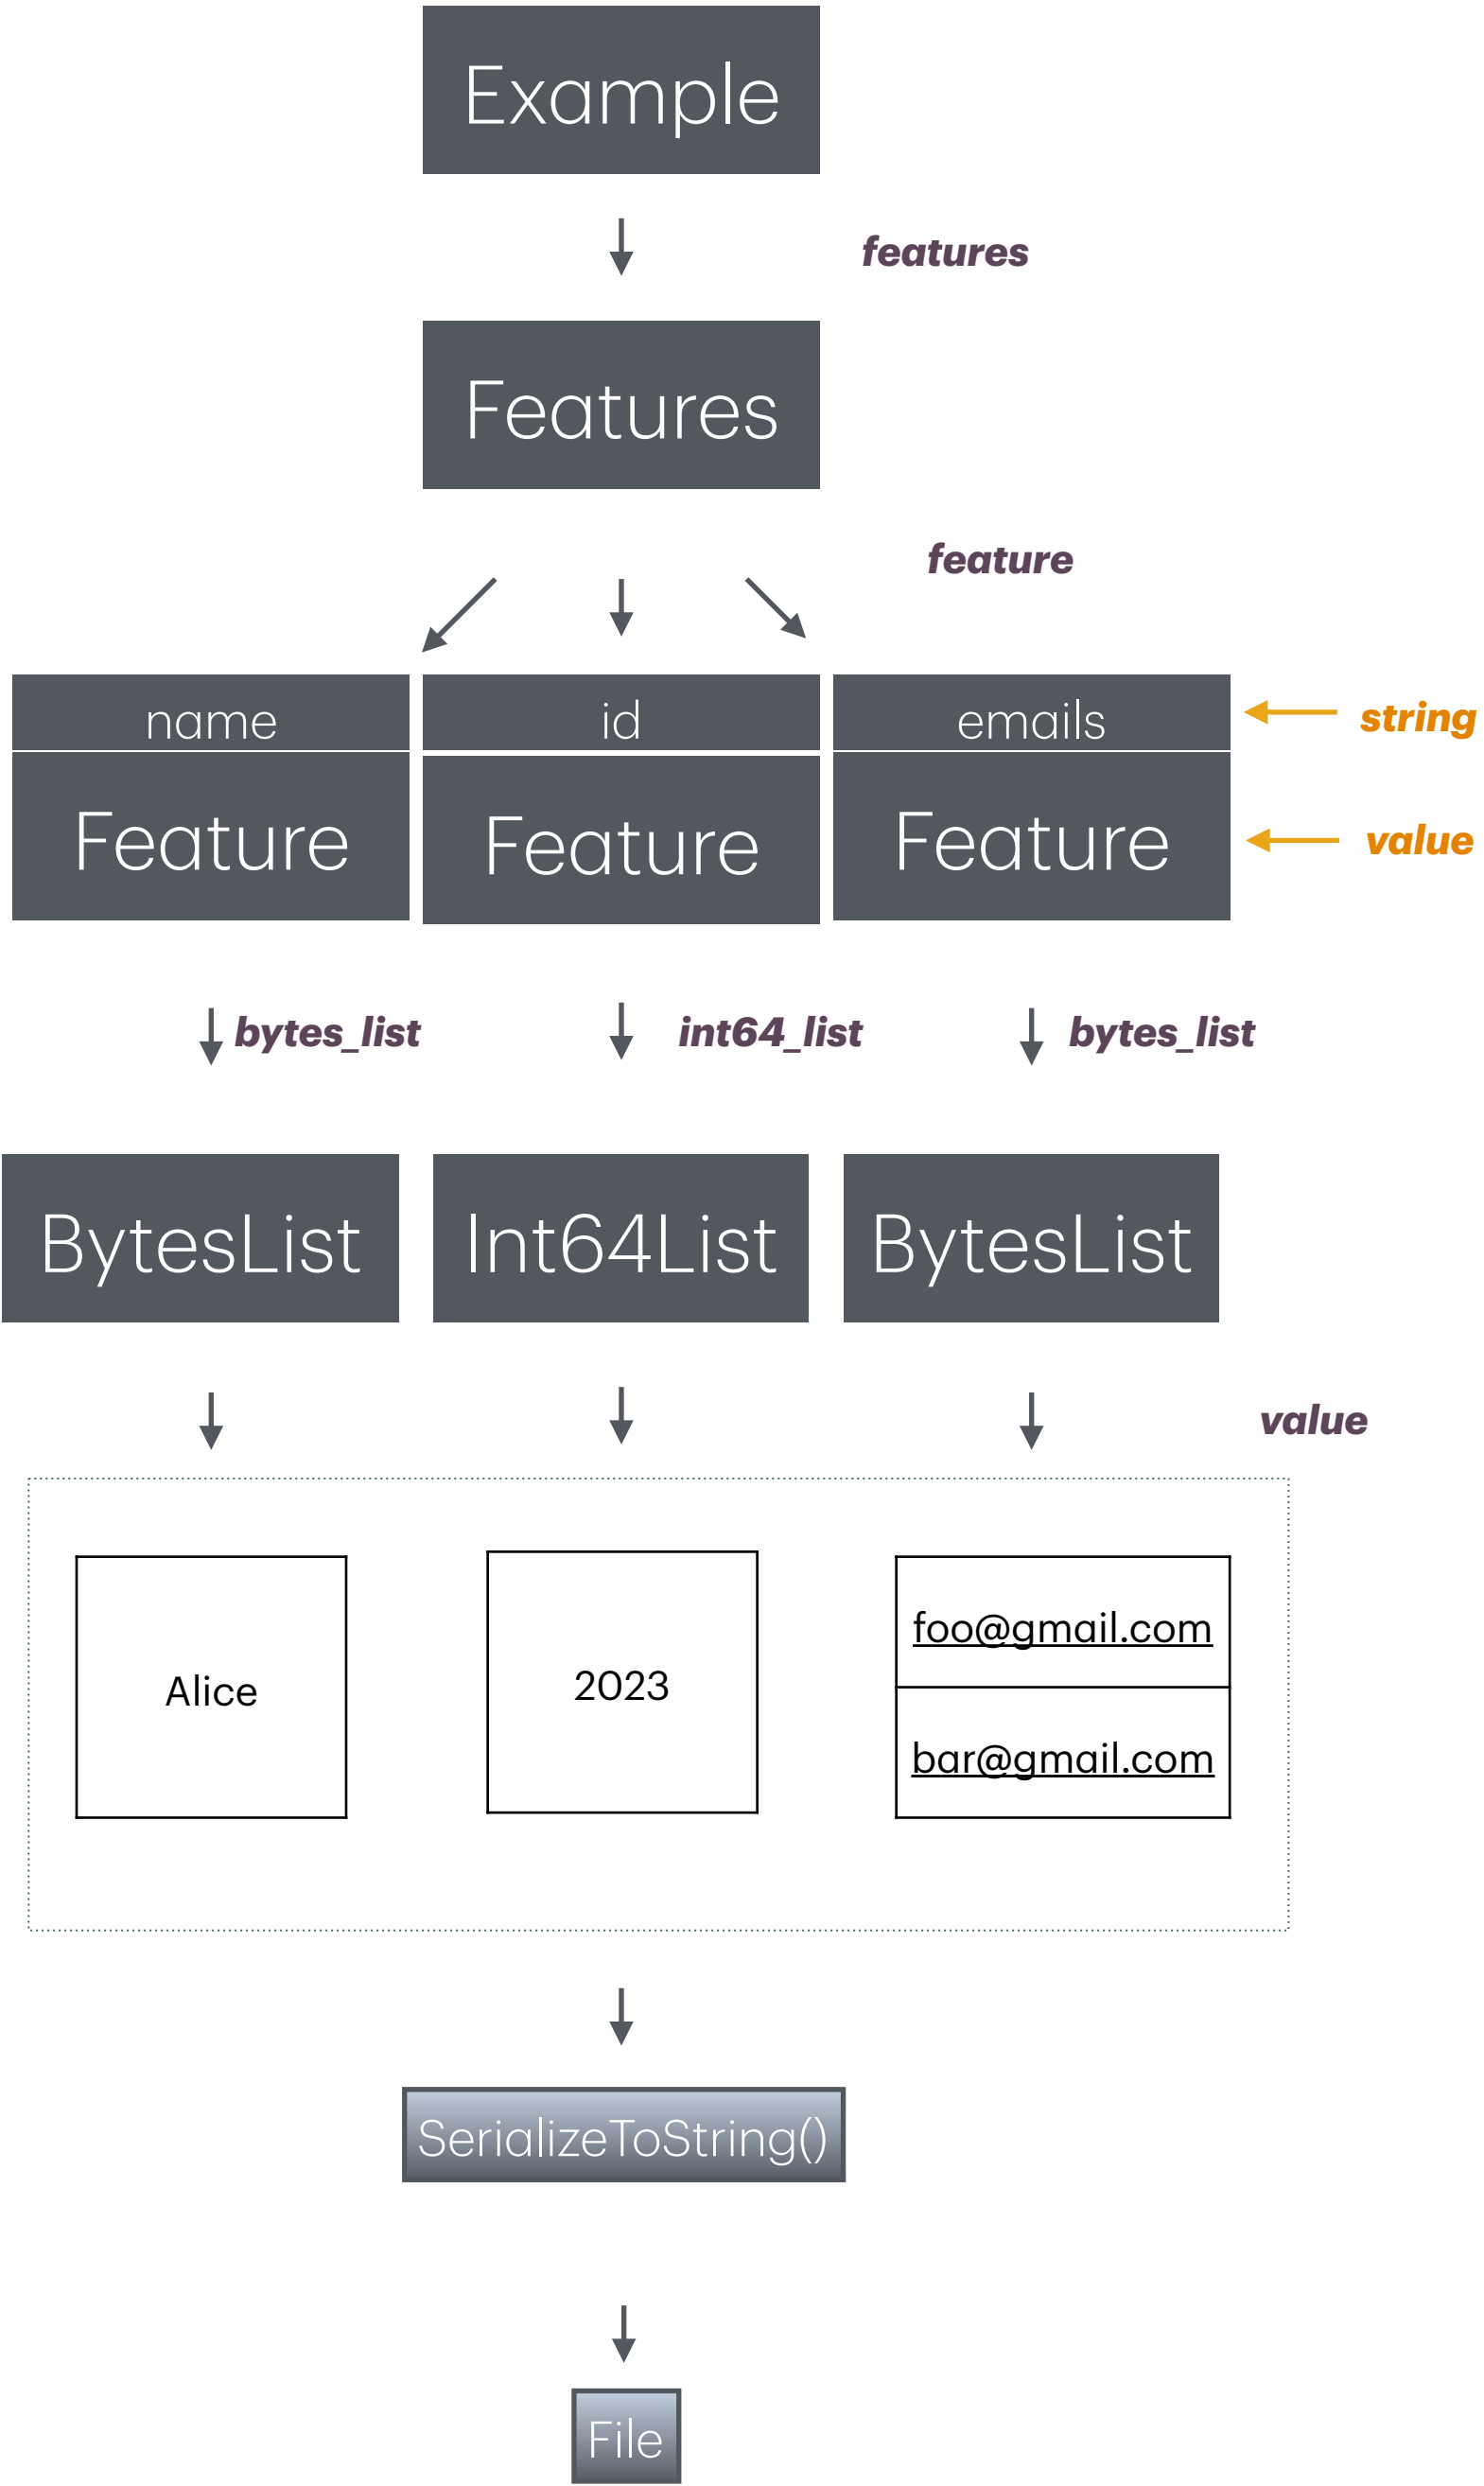 Example
features
Features
feature
name id emails string
Feature Feature Feature value
bytes_list int64_list bytes_list
BytesList Int64List BytesList
value
foo@gmail.com
Alice 2023
bar@gmail.com
SerializeToString()
File